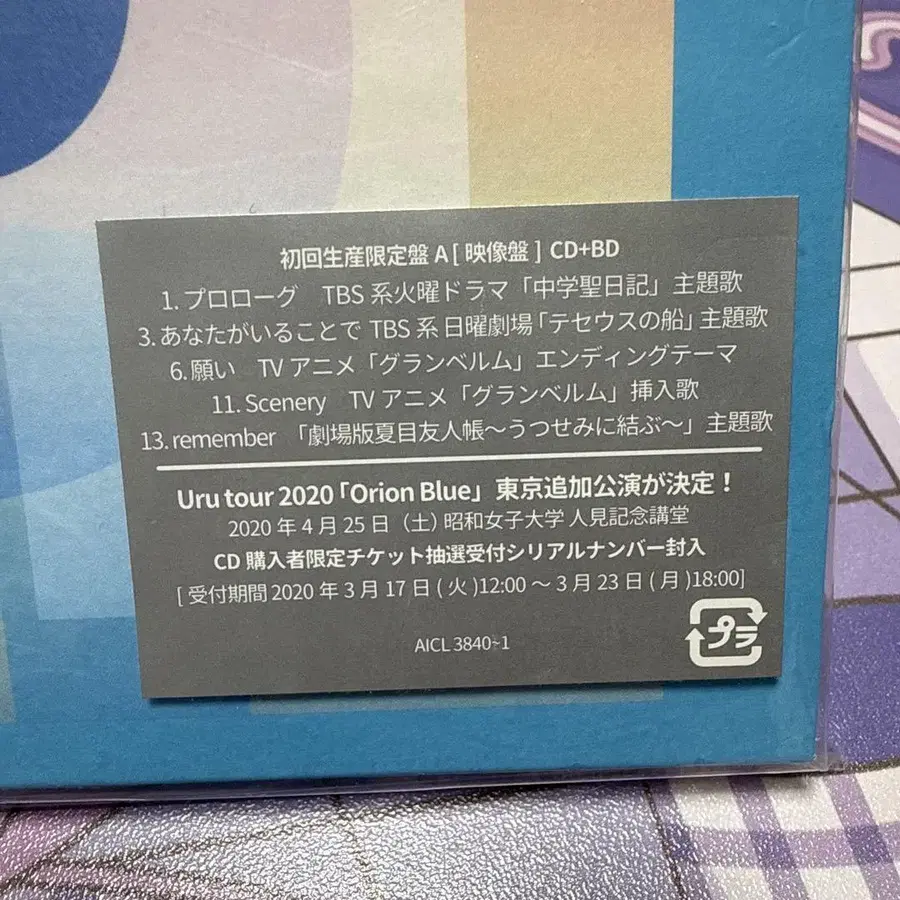 初回生産限定盤 A [ 映像盤 ] CD+BD
1. プロローグ　TBS 系火曜ドラマ「中学聖日記」主題歌
3. あなたがいることで TBS 系 日曜劇場「テセウスの船」主題歌
6. 願い　TV アニメ「グランベルム」エンディングテーマ
11. Scenery　TV アニメ「グランベルム」挿入歌
13. remember　「劇場版夏目友人帳〜うつせみに結ぶ〜」主題歌
Uru tour 2020「Orion Blue」東京追加公演が決定！
2020 年 4 月 25 日（土）昭和女子大学 人見記念講堂
CD 購入者限定チケット抽選受付シリアルナンバー封入
[ 受付期間 2020 年 3 月 17 日 ( 火 )12:00 〜 3 月 23 日 ( 月 )18:00]
プラ
AICL 3840~1